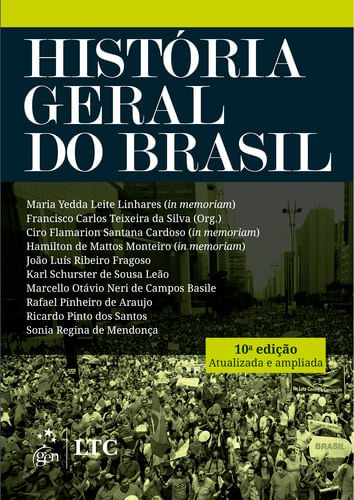 HISTÓRIA
GERAL
DO BRASIL
Maria Yedda Leite Linhares (in memoriam)
Francisco Carlos Teixeira da Silva (Org.)
Ciro Flamarion Santana Cardoso (in memoriam)
Hamilton de Mattos Monteiro (in memoriam)
João Luís Ribeiro Fragoso
Karl Schurster de Sousa Leão
Marcello Otávio Neri de Campos Basile
Rafael Pinheiro de Araujo
Ricardo Pinto dos Santos
Sonia Regina de Mendonça
10ª edição
Atualizada e ampliada
BRASIL
gen
LTC